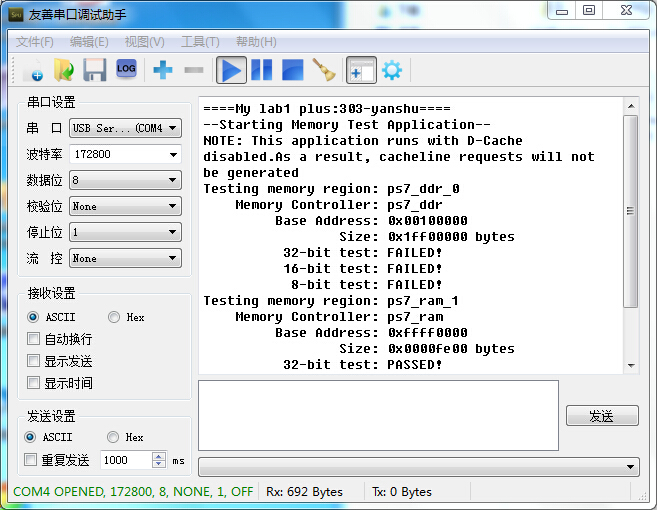 友善串口调试助手
文件(F) 编辑(E) 视图(V) 工具(T) 帮助(H)
LOG
串口设置
串 口 USB Ser...(COM4
波特率 172800
数据位 8
校验位 None
停止位 1
流 控 None
接收设置
ASCII Hex
自动换行
显示发送
显示时间
发送设置
ASCII Hex
重复发送 1000 ms
====My lab1 plus:303-yanshu====
--Starting Memory Test Application--
NOTE: This application runs with D-Cache
disabled.As a result, cacheline requests will not
be generated
Testing memory region: ps7_ddr_0
Memory Controller: ps7_ddr
Base Address: 0x00100000
Size: 0x1ff00000 bytes
32-bit test: FAILED!
16-bit test: FAILED!
8-bit test: FAILED!
Testing memory region: ps7_ram_1
Memory Controller: ps7_ram
Base Address: 0xffff0000
Size: 0x0000fe00 bytes
32-bit test: PASSED!
发送
COM4 OPENED, 172800, 8, NONE, 1, OFF Rx: 692 Bytes Tx: 0 Bytes